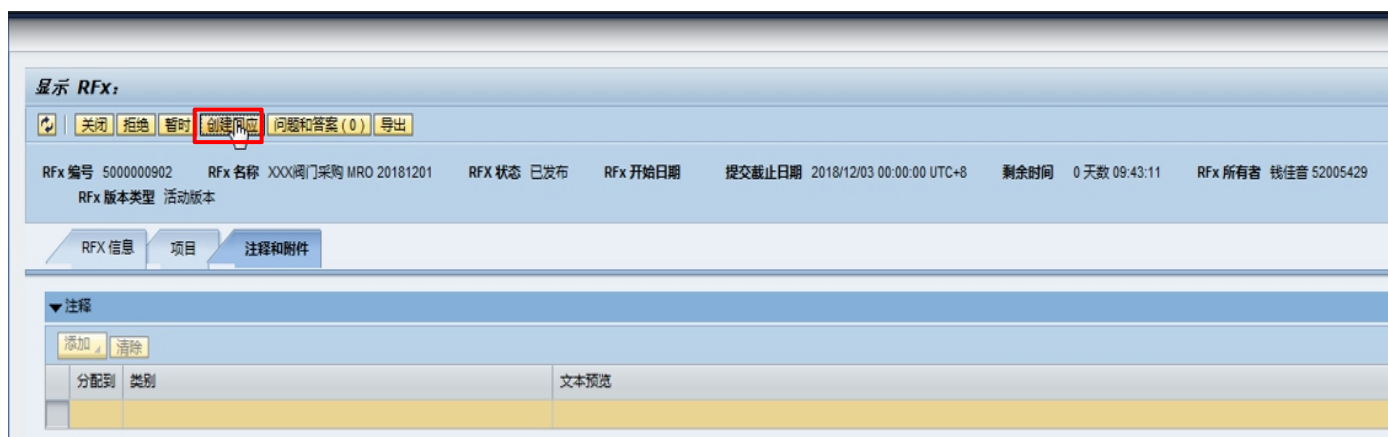 显示 RFx:
关闭 拒绝 暂时 创建回应 问题和答案 ( 0 ) 导出
RFx 编号 5000000902 RFx 名称 XXX阀门采购 MRO 20181201 RFX 状态 已发布 RFx 开始日期 提交截止日期 2018/12/03 00:00:00 UTC+8 剩余时间 0 天数 09:43:11 RFx 所有者 钱佳音 52005429
RFx 版本类型 活动版本
RFX 信息 项目 注释和附件
注释
添加 清除
分配到 类别 文本预览